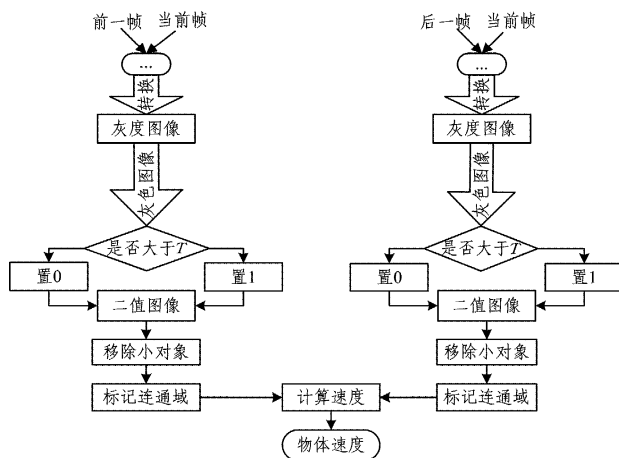 前一帧 当前帧
...
转换
灰度图像
灰色图像
是否大于T
置0
置1
二值图像
移除小对象
标记连通域
后一帧 当前帧
...
转换
灰度图像
灰色图像
是否大于T
置0
置1
二值图像
移除小对象
标记连通域
计算速度
物体速度